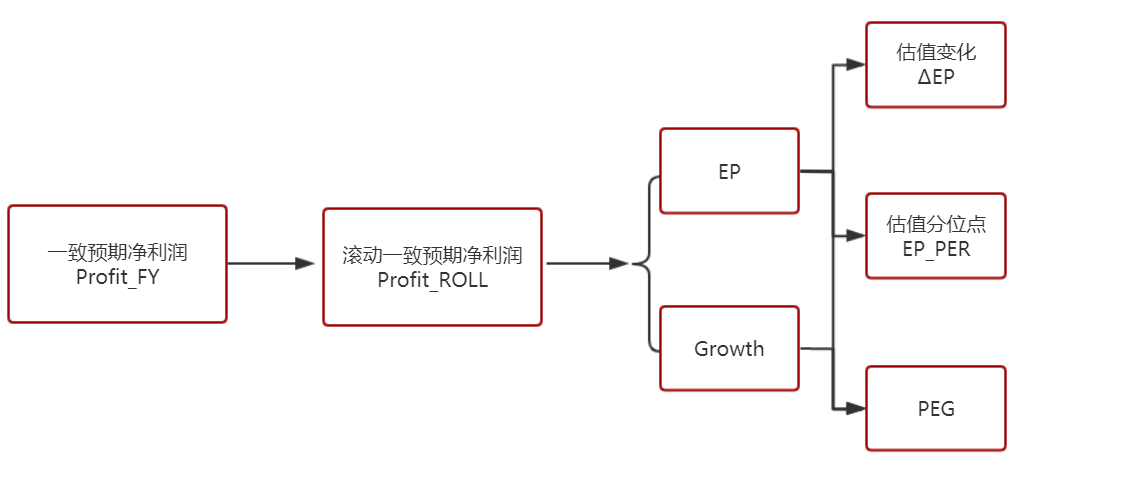 一致预期净利润
Profit_FY
滚动一致预期净利润
Profit_ROLL
EP
Growth
估值变化
ΔEP
估值分位点
EP_PER
PEG